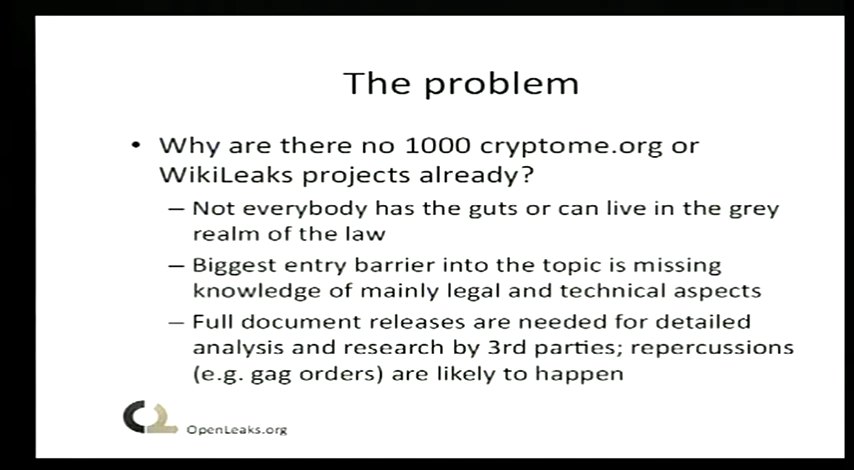 The problem
• Why are there no 1000 cryptome.org or
WikiLeaks projects already?
– Not everybody has the guts or can live in the grey
realm of the law
– Biggest entry barrier into the topic is missing
knowledge of mainly legal and technical aspects
– Full document releases are needed for detailed
analysis and research by 3rd parties; repercussions
(e.g. gag orders) are likely to happen
OpenLeaks.org